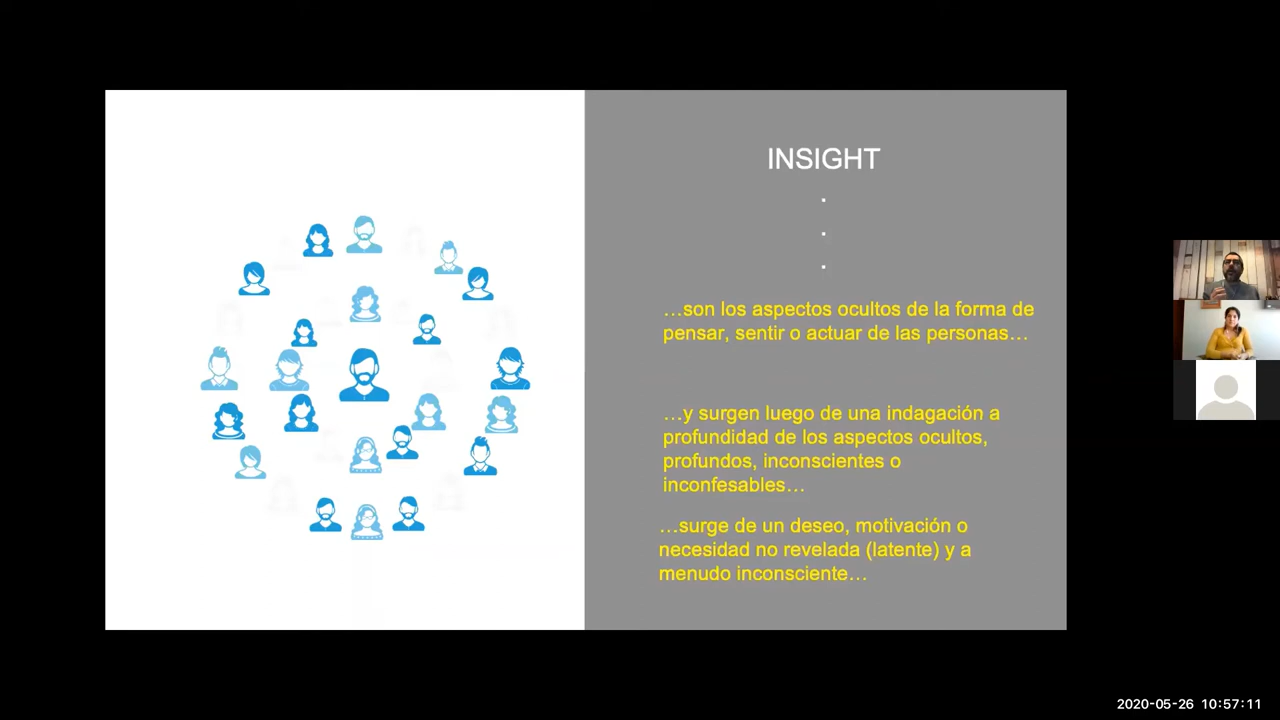 INSIGHT
.
.
.
…son los aspectos ocultos de la forma de
pensar, sentir o actuar de las personas…
…y surgen luego de una indagación a
profundidad de los aspectos ocultos,
profundos, inconscientes o
inconfesables…
…surge de un deseo, motivación o
necesidad no revelada (latente) y a
menudo inconsciente…
2020-05-26 10:57:11